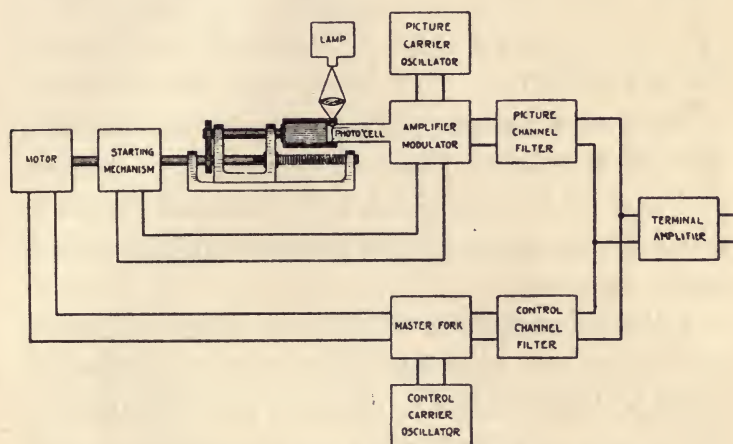 LAMP
PICTURE
CARRIER
OSCILLATOR
PHOTO CELL
AMPLIFIER
MODULATOR
PICTURE
CHANNEL
FILTER
MOTOR
STARTING
MECHANISM
TERMINAL
AMPLIFIER
MASTER FORK
CONTROL
CHANNEL
FILTER
CONTROL
CARRIER
OSCILLATOR